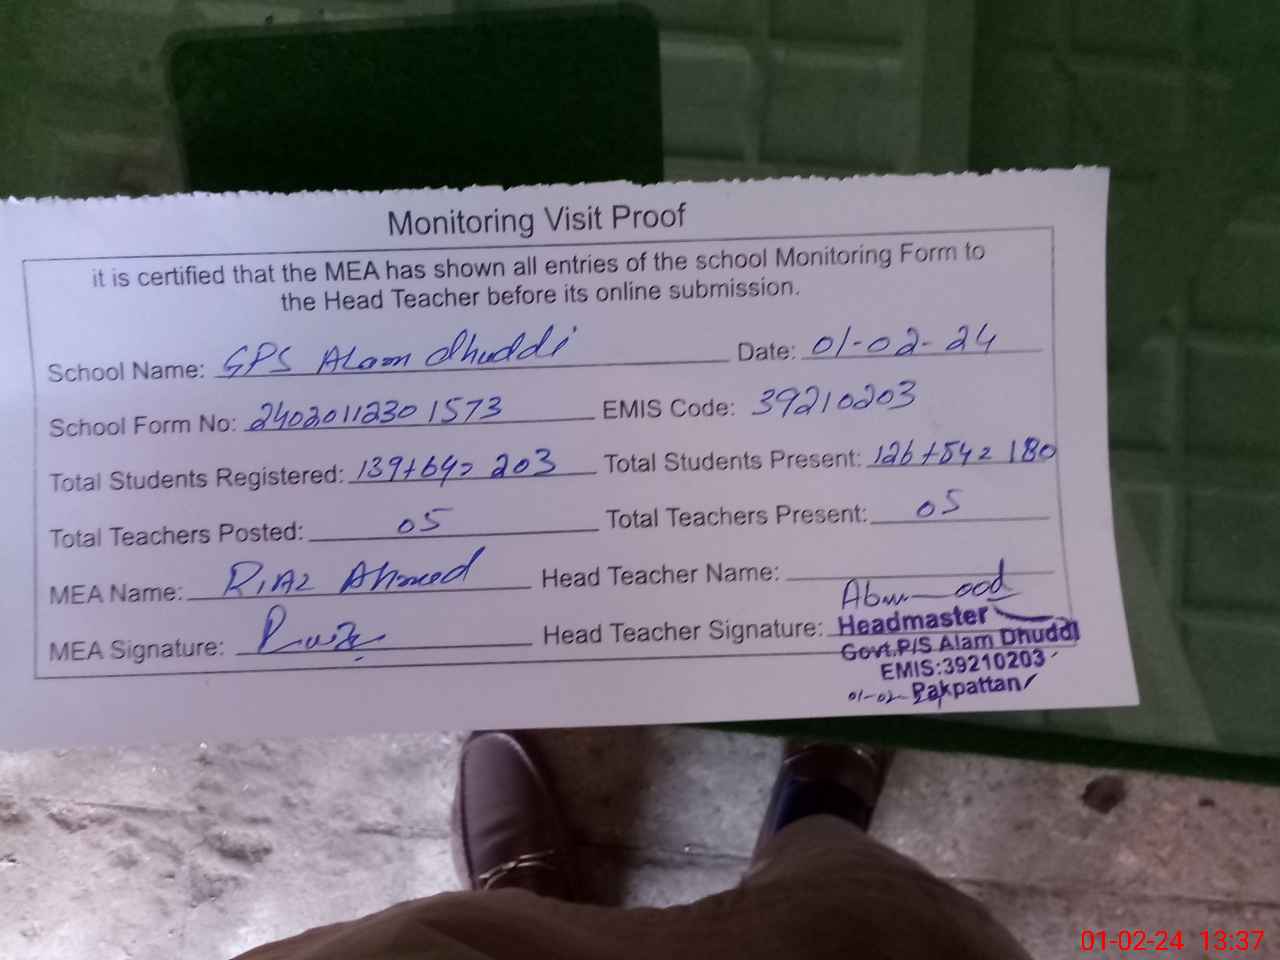 Monitoring Visit Proof
it is certified that the MEA has shown all entries of the school Monitoring Form to
the Head Teacher before its online submission.
School Name: GPS Alam dhuddi Date: 01-02-24
School Form No: 24020112301573 EMIS Code: 39210203
Total Students Registered: 139+64= 203 Total Students Present: 126+54= 180
Total Teachers Posted: 05 Total Teachers Present: 05
MEA Name: Riaz Ahmed Head Teacher Name:
MEA Signature: Head Teacher Signature:
Headmaster
Govt.P/S Alam Dhuddi
EMIS:39210203
01-02- Pakpattan
01-02-24 13:37